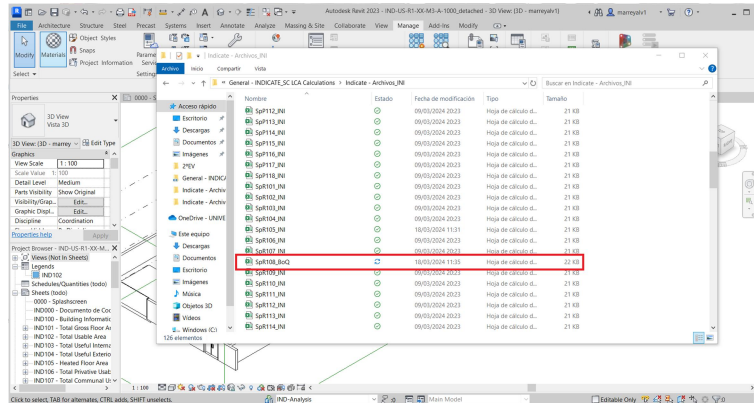 Autodesk Revit 2023 - IND-US-R1-XX-M3-A-1000_detached - 3D View: {3D - marreyalv1}
marreyalv1
File Architecture Structure Steel Precast Systems Insert Annotate Analyze Massing & Site Collaborate View Manage Add-Ins Modify
Modify
Materials
Object Styles
Snaps
Project Information
Select
Setting
Indicate - Archivos_INI
Archivo Inicio Compartir Vista
General - INDICATE_SC LCA Calculations > Indicate - Archivos_INI
Buscar en Indicate - Archivos_INI
Properties
3D View
Vista 3D
3D View: {3D - marrey
Edit Type
Graphics
View Scale 1 : 100
Scale Value 1: 100
Detail Level Medium
Parts Visibility Show Original
Visibility/Grap... Edit...
Graphic Displ... Edit...
Discipline Coordination
Properties help
Apply
Project Browser - IND-US-R1-XX-M...
Views (Not In Sheets)
Legends
IND102
Schedules/Quantities (todo)
Sheets (todo)
0000 - Splashscreen
IND000 - Documento de Coo
IND100 - Building Informatic
IND101 - Total Gross Floor Ar
IND102 - Total Usable Area
IND103 - Total Useful Interna
IND104 - Total Useful Exterio
IND105 - Heated Floor Area
IND106 - Total Privative Usab
IND107 - Total Communal Us
Acceso rápido
Escritorio
Descargas
Documentos
Imágenes
2ªEV
General - INDICA
Indicate - Archiv
Indicate - Archiv
OneDrive - UNIVE
Este equipo
Descargas
Documentos
Escritorio
Imágenes
Música
Objetos 3D
Vídeos
Windows (C:)
126 elementos
Nombre Estado Fecha de modificación Tipo Tamaño
SpP112_INI 09/03/2024 20:23 Hoja de cálculo d... 21 KB
SpP113_INI 09/03/2024 20:23 Hoja de cálculo d... 21 KB
SpP114_INI 09/03/2024 20:23 Hoja de cálculo d... 21 KB
SpP115_INI 09/03/2024 20:23 Hoja de cálculo d... 21 KB
SpP116_INI 09/03/2024 20:23 Hoja de cálculo d... 21 KB
SpP117_INI 09/03/2024 20:23 Hoja de cálculo d... 21 KB
SpP118_INI 09/03/2024 20:23 Hoja de cálculo d... 21 KB
SpR101_INI 09/03/2024 20:23 Hoja de cálculo d... 21 KB
SpR102_INI 09/03/2024 20:23 Hoja de cálculo d... 21 KB
SpR103_INI 09/03/2024 20:23 Hoja de cálculo d... 21 KB
SpR104_INI 09/03/2024 20:23 Hoja de cálculo d... 21 KB
SpR105_INI 18/03/2024 11:31 Hoja de cálculo d... 21 KB
SpR106_INI 09/03/2024 20:23 Hoja de cálculo d... 21 KB
SpR107_INI 09/03/2024 20:23 Hoja de cálculo d... 21 KB
SpR108_BoQ 18/03/2024 11:35 Hoja de cálculo d... 22 KB
SpR109_INI 09/03/2024 20:23 Hoja de cálculo d... 21 KB
SpR110_INI 09/03/2024 20:23 Hoja de cálculo d... 21 KB
SpR111_INI 09/03/2024 20:23 Hoja de cálculo d... 21 KB
SpR112_INI 09/03/2024 20:23 Hoja de cálculo d... 21 KB
SpR113_INI 09/03/2024 20:23 Hoja de cálculo d... 21 KB
SpR114_INI 09/03/2024 20:23 Hoja de cálculo d... 21 KB
1 : 100
Click to select, TAB for alternates, CTRL adds, SHIFT unselects.
IND-Analysis
:0
Main Model
Editable Only
:0